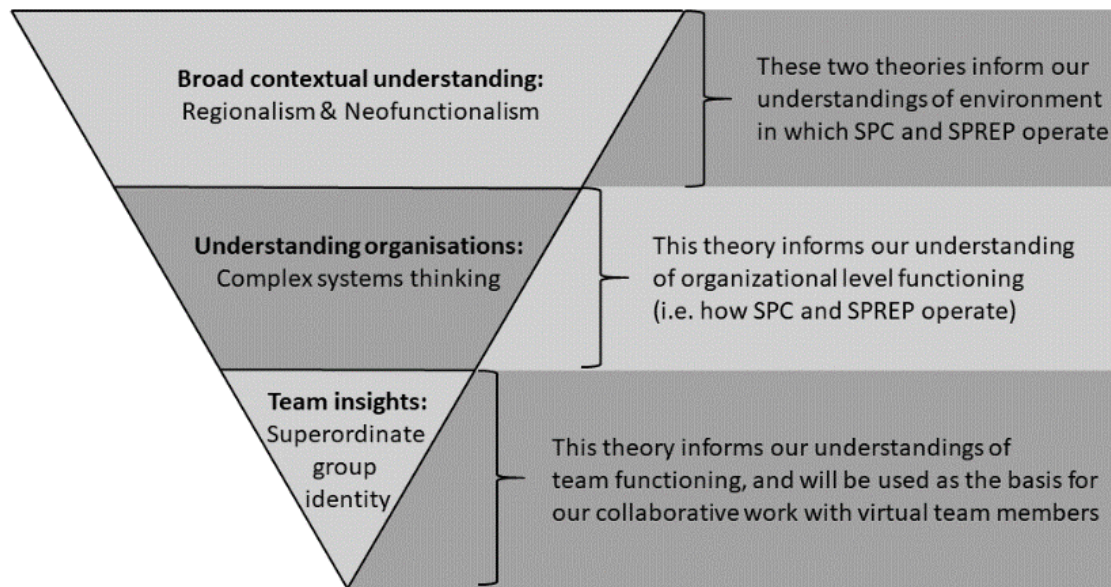 Broad contextual understanding:
Regionalism & Neofunctionalism
These two theories inform our
understandings of environment
in which SPC and SPREP operate
Understanding organisations:
Complex systems thinking
This theory informs our understanding
of organizational level functioning
(i.e. how SPC and SPREP operate)
Team insights:
Superordinate
group
identity
This theory informs our understandings of
team functioning, and will be used as the basis for
our collaborative work with virtual team members